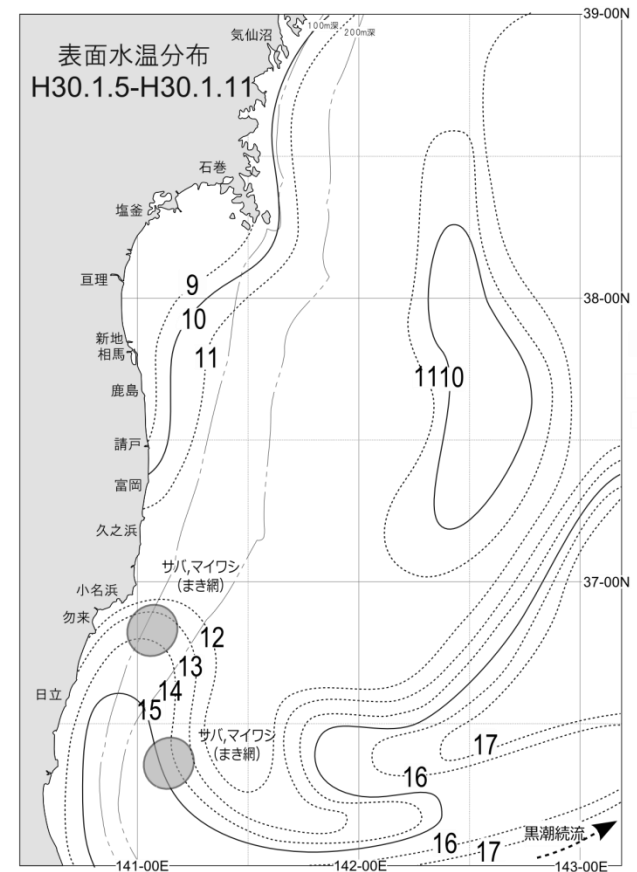 39-00N
気仙沼
100m深
200m深
表面水温分布
H30.1.5-H30.1.11
石巻
塩釜
亘理
9
38-00N
10
新地
相馬
11
1110
鹿島
請戸
富岡
久之浜
サバ,マイワシ
(まき網)
37-00N
小名浜
勿来
12
13
14
日立
15
サバ,マイワシ
(まき網)
17
16
黒潮続流
16
17
141-00E
142-00E
143-00E